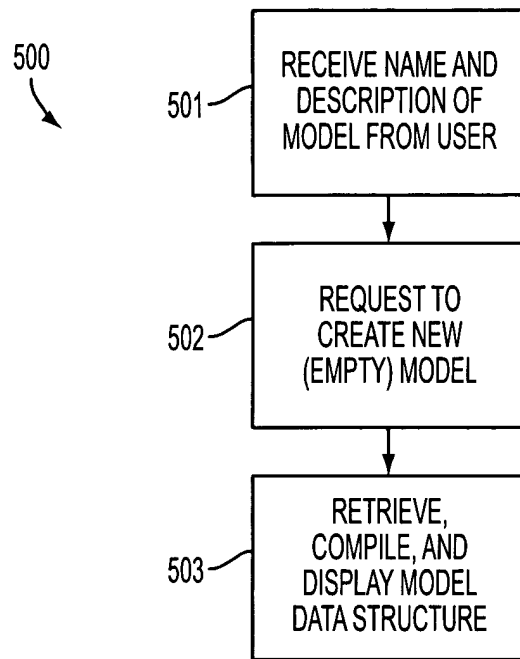 500
501
RECEIVE NAME AND
DESCRIPTION OF
MODEL FROM USER
502
REQUEST TO
CREATE NEW
(EMPTY) MODEL
503
RETRIEVE,
COMPILE, AND
DISPLAY MODEL
DATA STRUCTURE